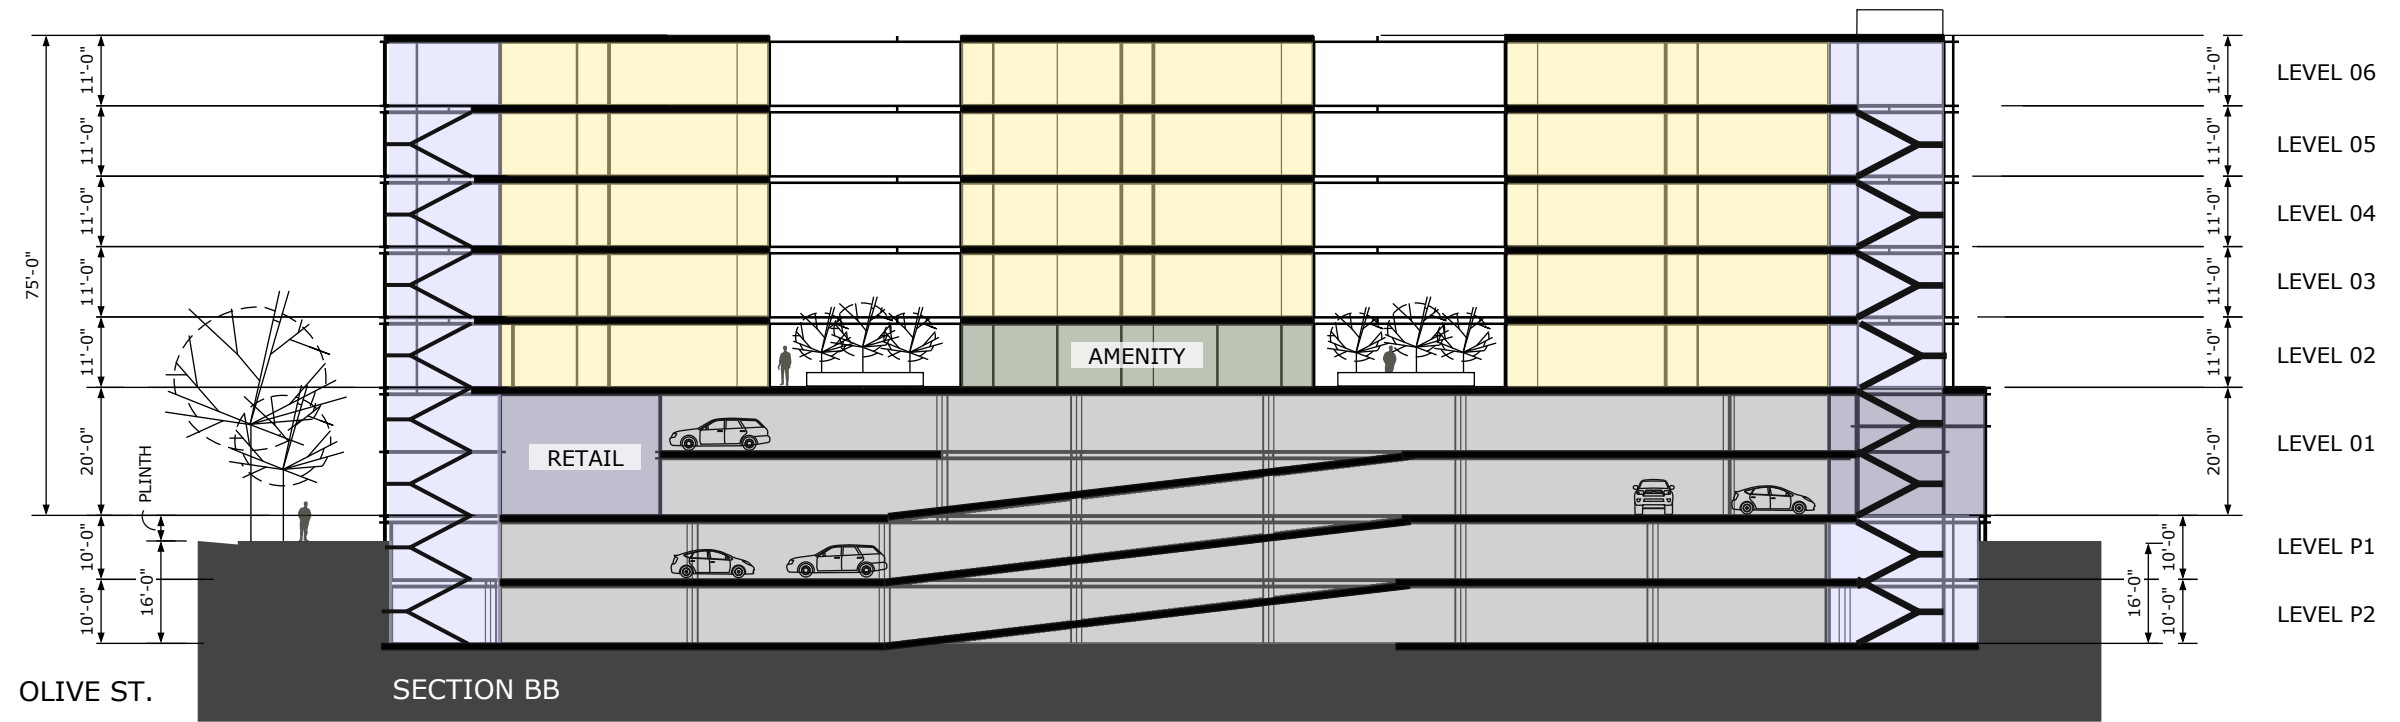 11'-0"
11'-0"
11'-0"
11'-0"
11'-0"
75'-0"
20'-0"
PLINTH
10'-0"
16'-0"
10'-0"
AMENITY
RETAIL
11'-0"
11'-0"
11'-0"
11'-0"
11'-0"
20'-0"
10'-0"
16'-0"
10'-0"
LEVEL 06
LEVEL 05
LEVEL 04
LEVEL 03
LEVEL 02
LEVEL 01
LEVEL P1
LEVEL P2
OLIVE ST.
SECTION BB